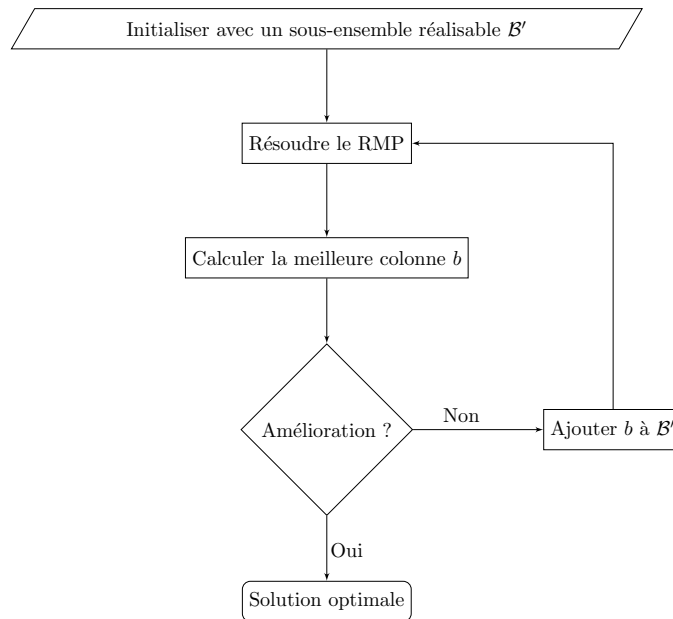 Initialiser avec un sous-ensemble réalisable ℬ′
Résoudre le RMP
Calculer la meilleure colonne b
Amélioration ?
Non
Ajouter b à ℬ′
Oui
Solution optimale